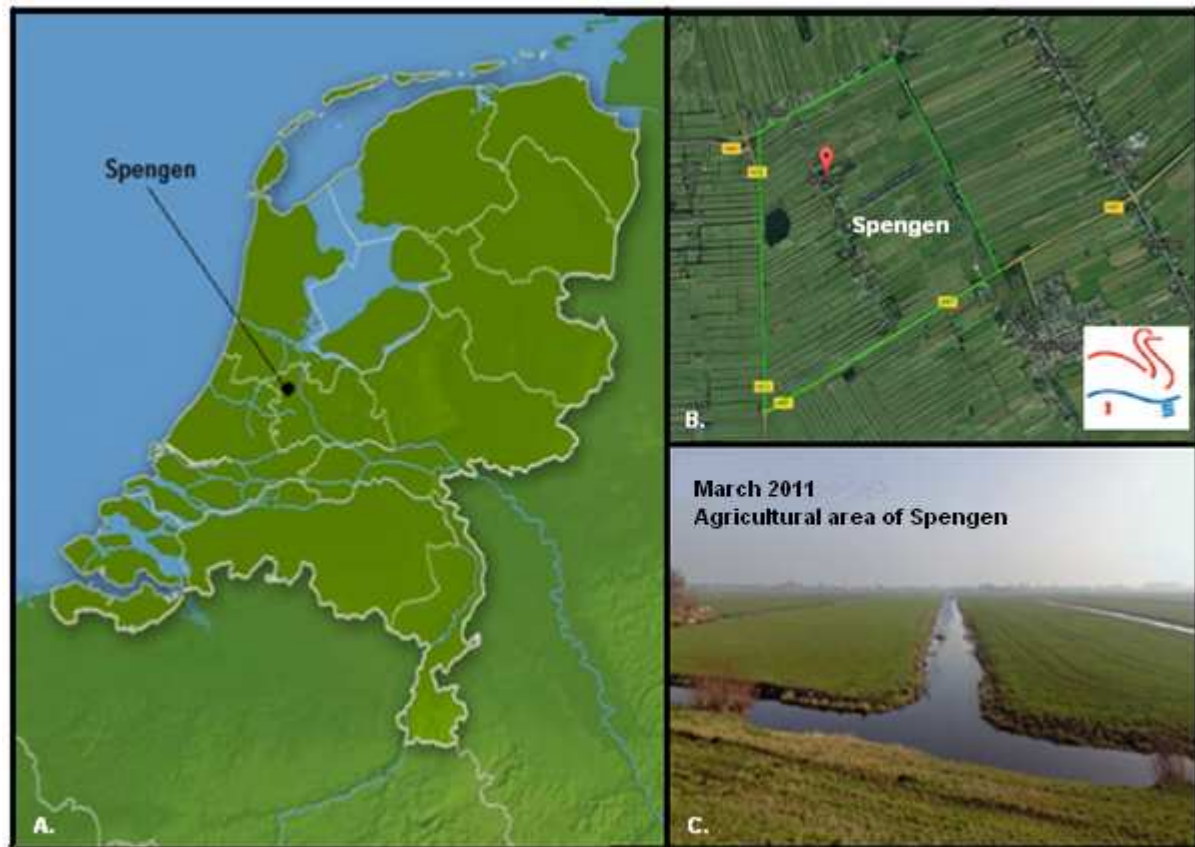 Spengen
A.
Spengen
B.
March 2011
Agricultural area of Spengen
C.